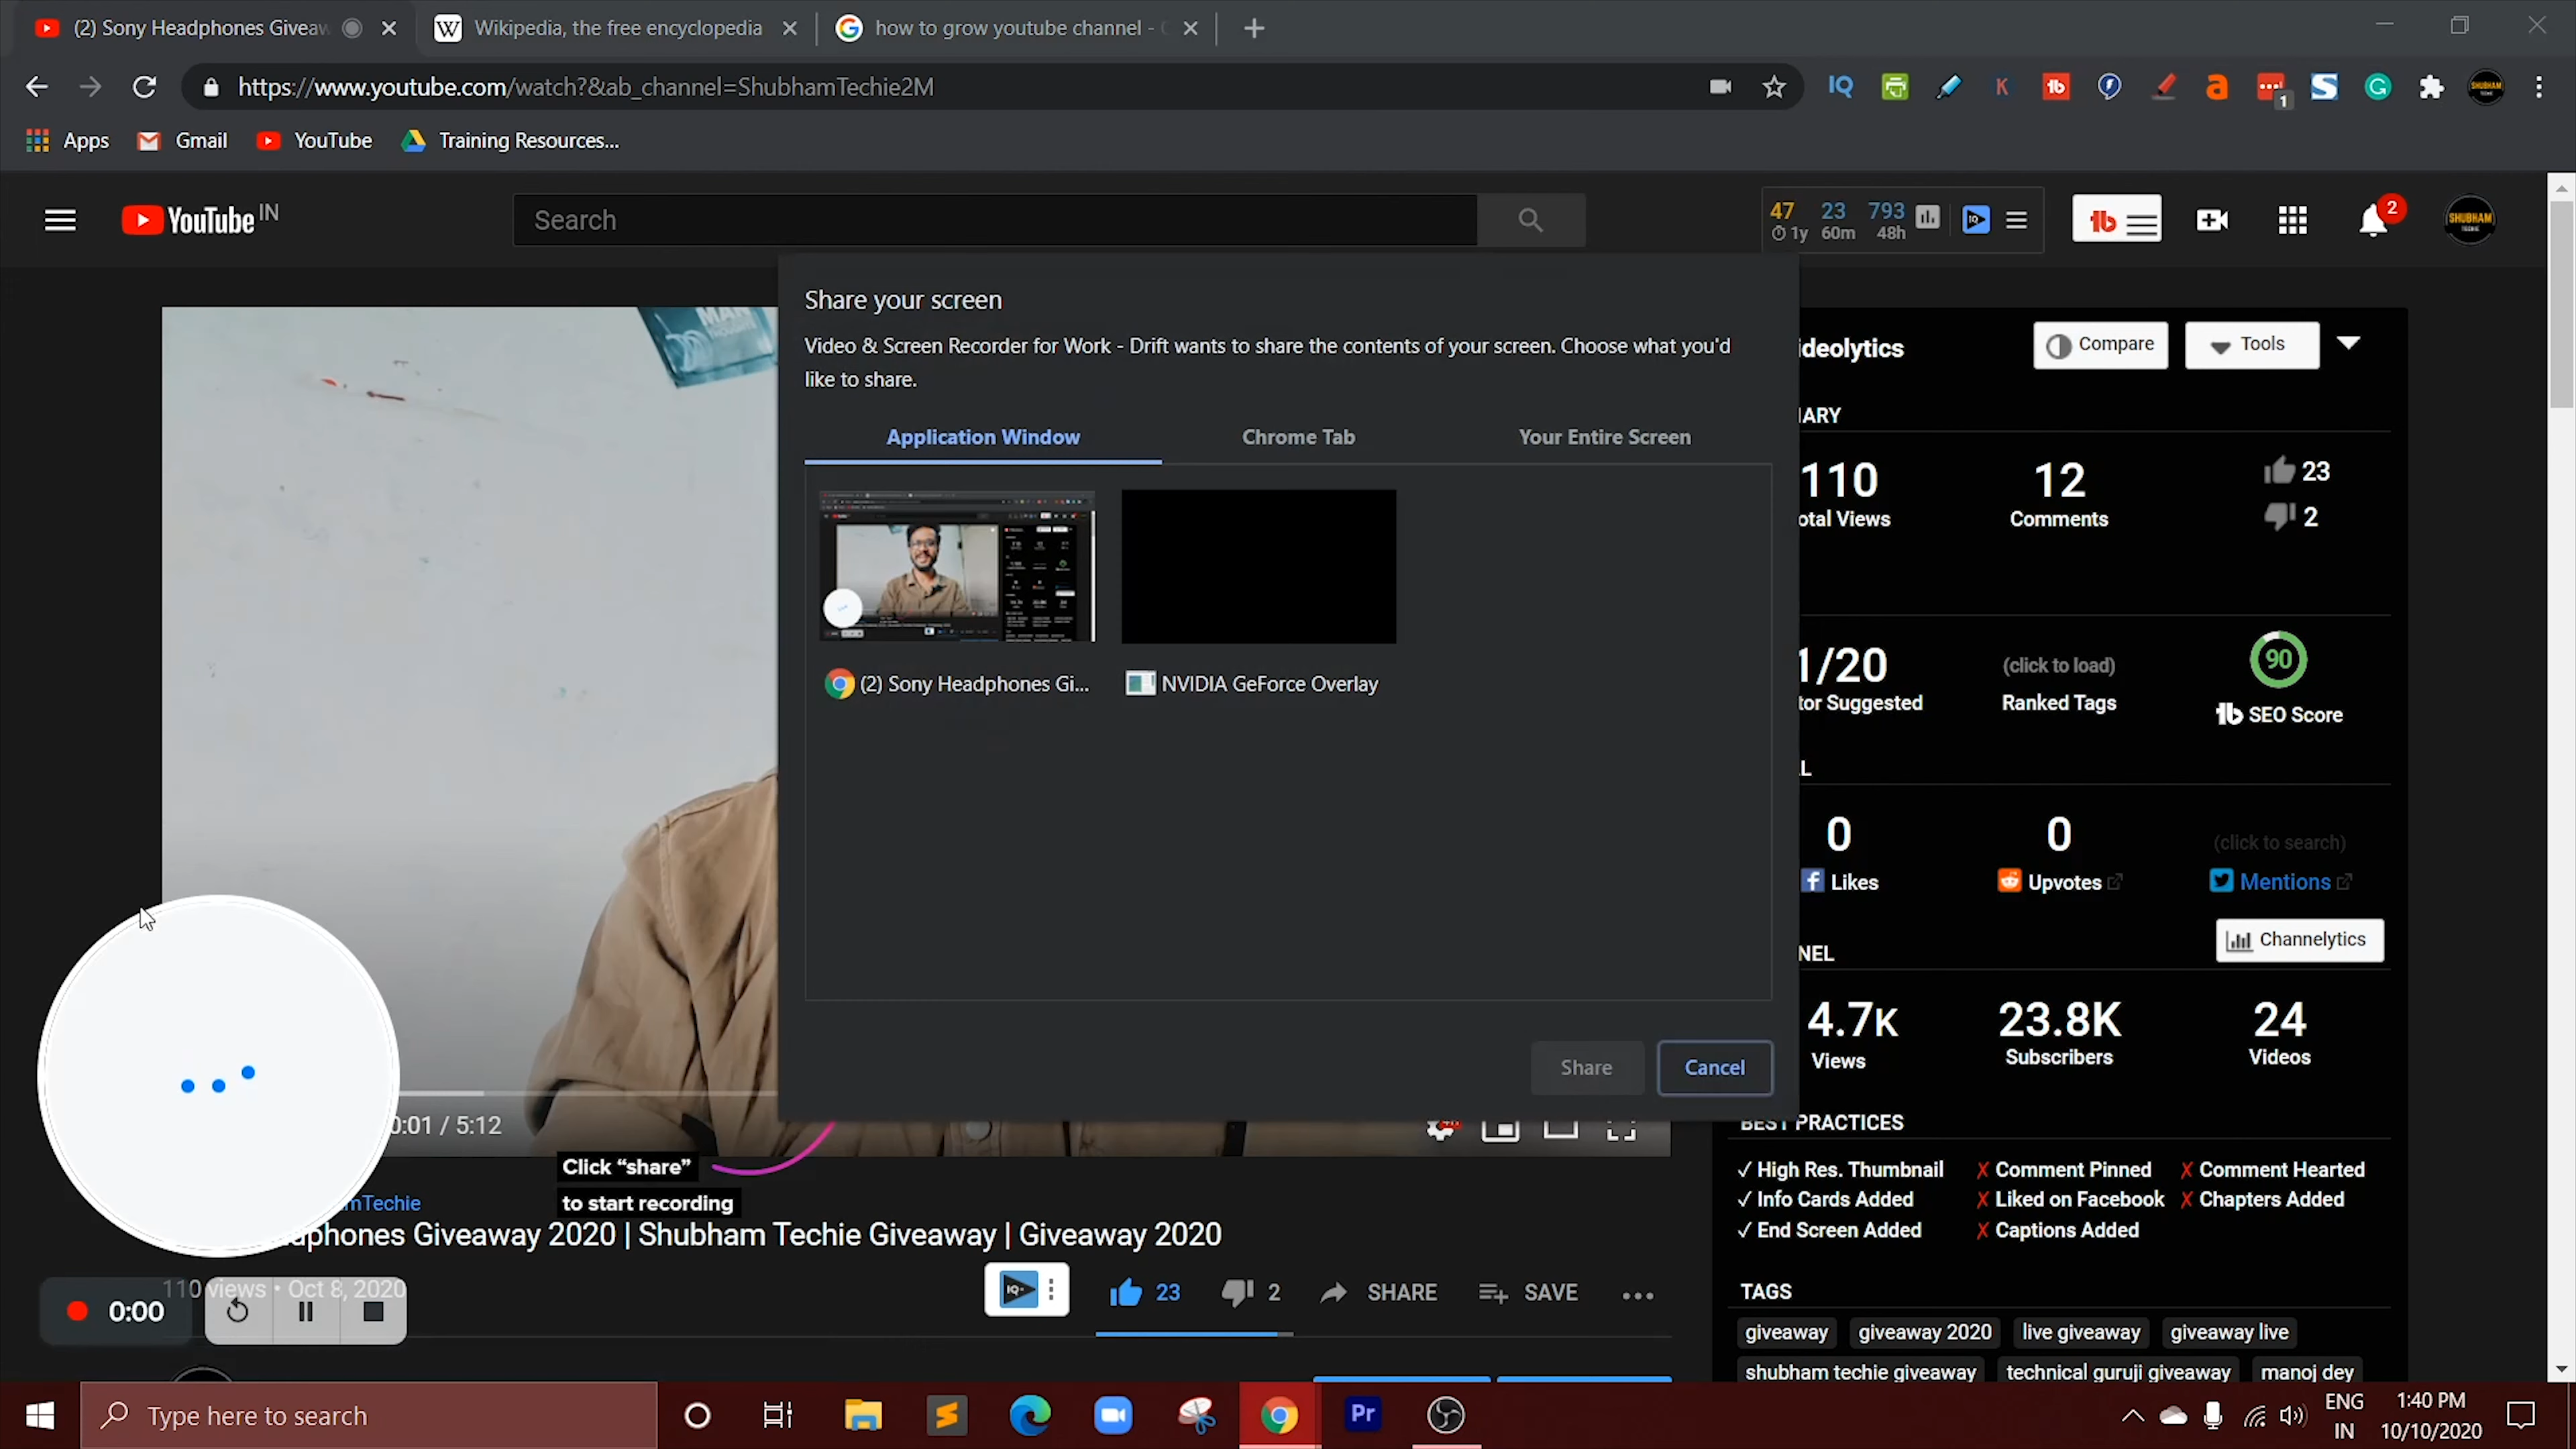 (2) Sony Headphones Giveaw
Wikipedia, the free encyclopedia
how to grow youtube channel -
https://www.youtube.com/watch?&ab_channel=ShubhamTechie2M
IQ
K
1
Apps
Gmail
YouTube
Training Resources...
YouTube IN
Search
47 23 793
1y 60m 48h
2
SHUBHAM
Share your screen
Video & Screen Recorder for Work - Drift wants to share the contents of your screen. Choose what you'd
like to share.
Application Window
Chrome Tab
Your Entire Screen
(2) Sony Headphones Gi...
NVIDIA GeForce Overlay
Share
Cancel
MAN
ideolytics
Compare
Tools
IARY
110
12
23
2
otal Views
Comments
1/20
(click to load)
90
tor Suggested
Ranked Tags
SEO Score
0
0
(click to search)
Likes
Upvotes
Mentions
NEL
Channelytics
4.7K
23.8K
24
Views
Subscribers
Videos
BEST PRACTICES
✓ High Res. Thumbnail
✗ Comment Pinned
✗ Comment Hearted
✓ Info Cards Added
✗ Liked on Facebook
✗ Chapters Added
✓ End Screen Added
✗ Captions Added
TAGS
giveaway
giveaway 2020
live giveaway
giveaway live
shubham techie giveaway
technical guruji giveaway
manoj dey
0:01 / 5:12
Click “share”
to start recording
mTechie
dphones Giveaway 2020 | Shubham Techie Giveaway | Giveaway 2020
110 views • Oct 8, 2020
0:00
23
2
SHARE
SAVE
Type here to search
Pr
ENG
IN
1:40 PM
10/10/2020